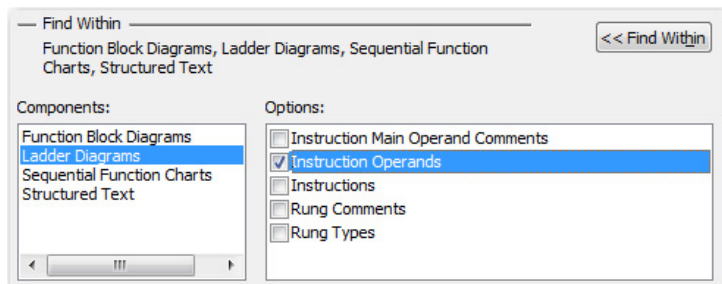 Find Within
Function Block Diagrams, Ladder Diagrams, Sequential Function
Charts, Structured Text
<< Find Within
Components:
Function Block Diagrams
Ladder Diagrams
Sequential Function Charts
Structured Text
Options:
Instruction Main Operand Comments
Instruction Operands
Instructions
Rung Comments
Rung Types